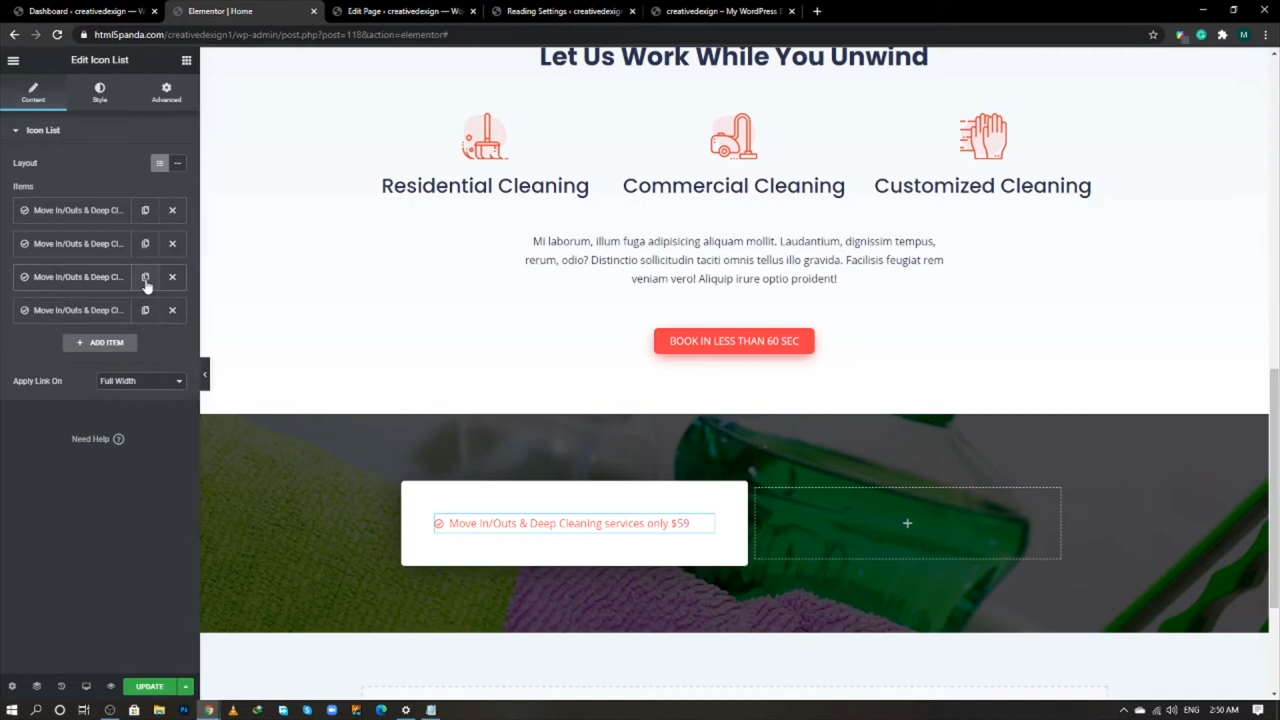 Dashboard ‹ creativedexign — W
Elementor | Home
Edit Page ‹ creativedexign — Wo
Reading Settings ‹ creativedexig
creativedexign – My WordPress B
html5panda.com/creativedexign1/wp-admin/post.php?post=118&action=elementor#
M
Edit Icon List
Content
Style
Advanced
Icon List
Layout
Items
Move In/Outs & Deep Cl...
Move In/Outs & Deep Cl...
Move In/Outs & Deep Cl...
Move In/Outs & Deep Cl...
+ ADD ITEM
Apply Link On
Full Width
Need Help ?
UPDATE
Let Us Work While You Unwind
Residential Cleaning
Commercial Cleaning
Customized Cleaning
Mi laborum, illum fuga adipisicing aliquam mollit. Laudantium, dignissim tempus,
rerum, odio? Distinctio sollicitudin taciti omnis tellus illo gravida. Facilisis feugiat rem
veniam vero! Aliquip irure optio proident!
BOOK IN LESS THAN 60 SEC
Move In/Outs & Deep Cleaning services only $59
ENG
2:50 AM